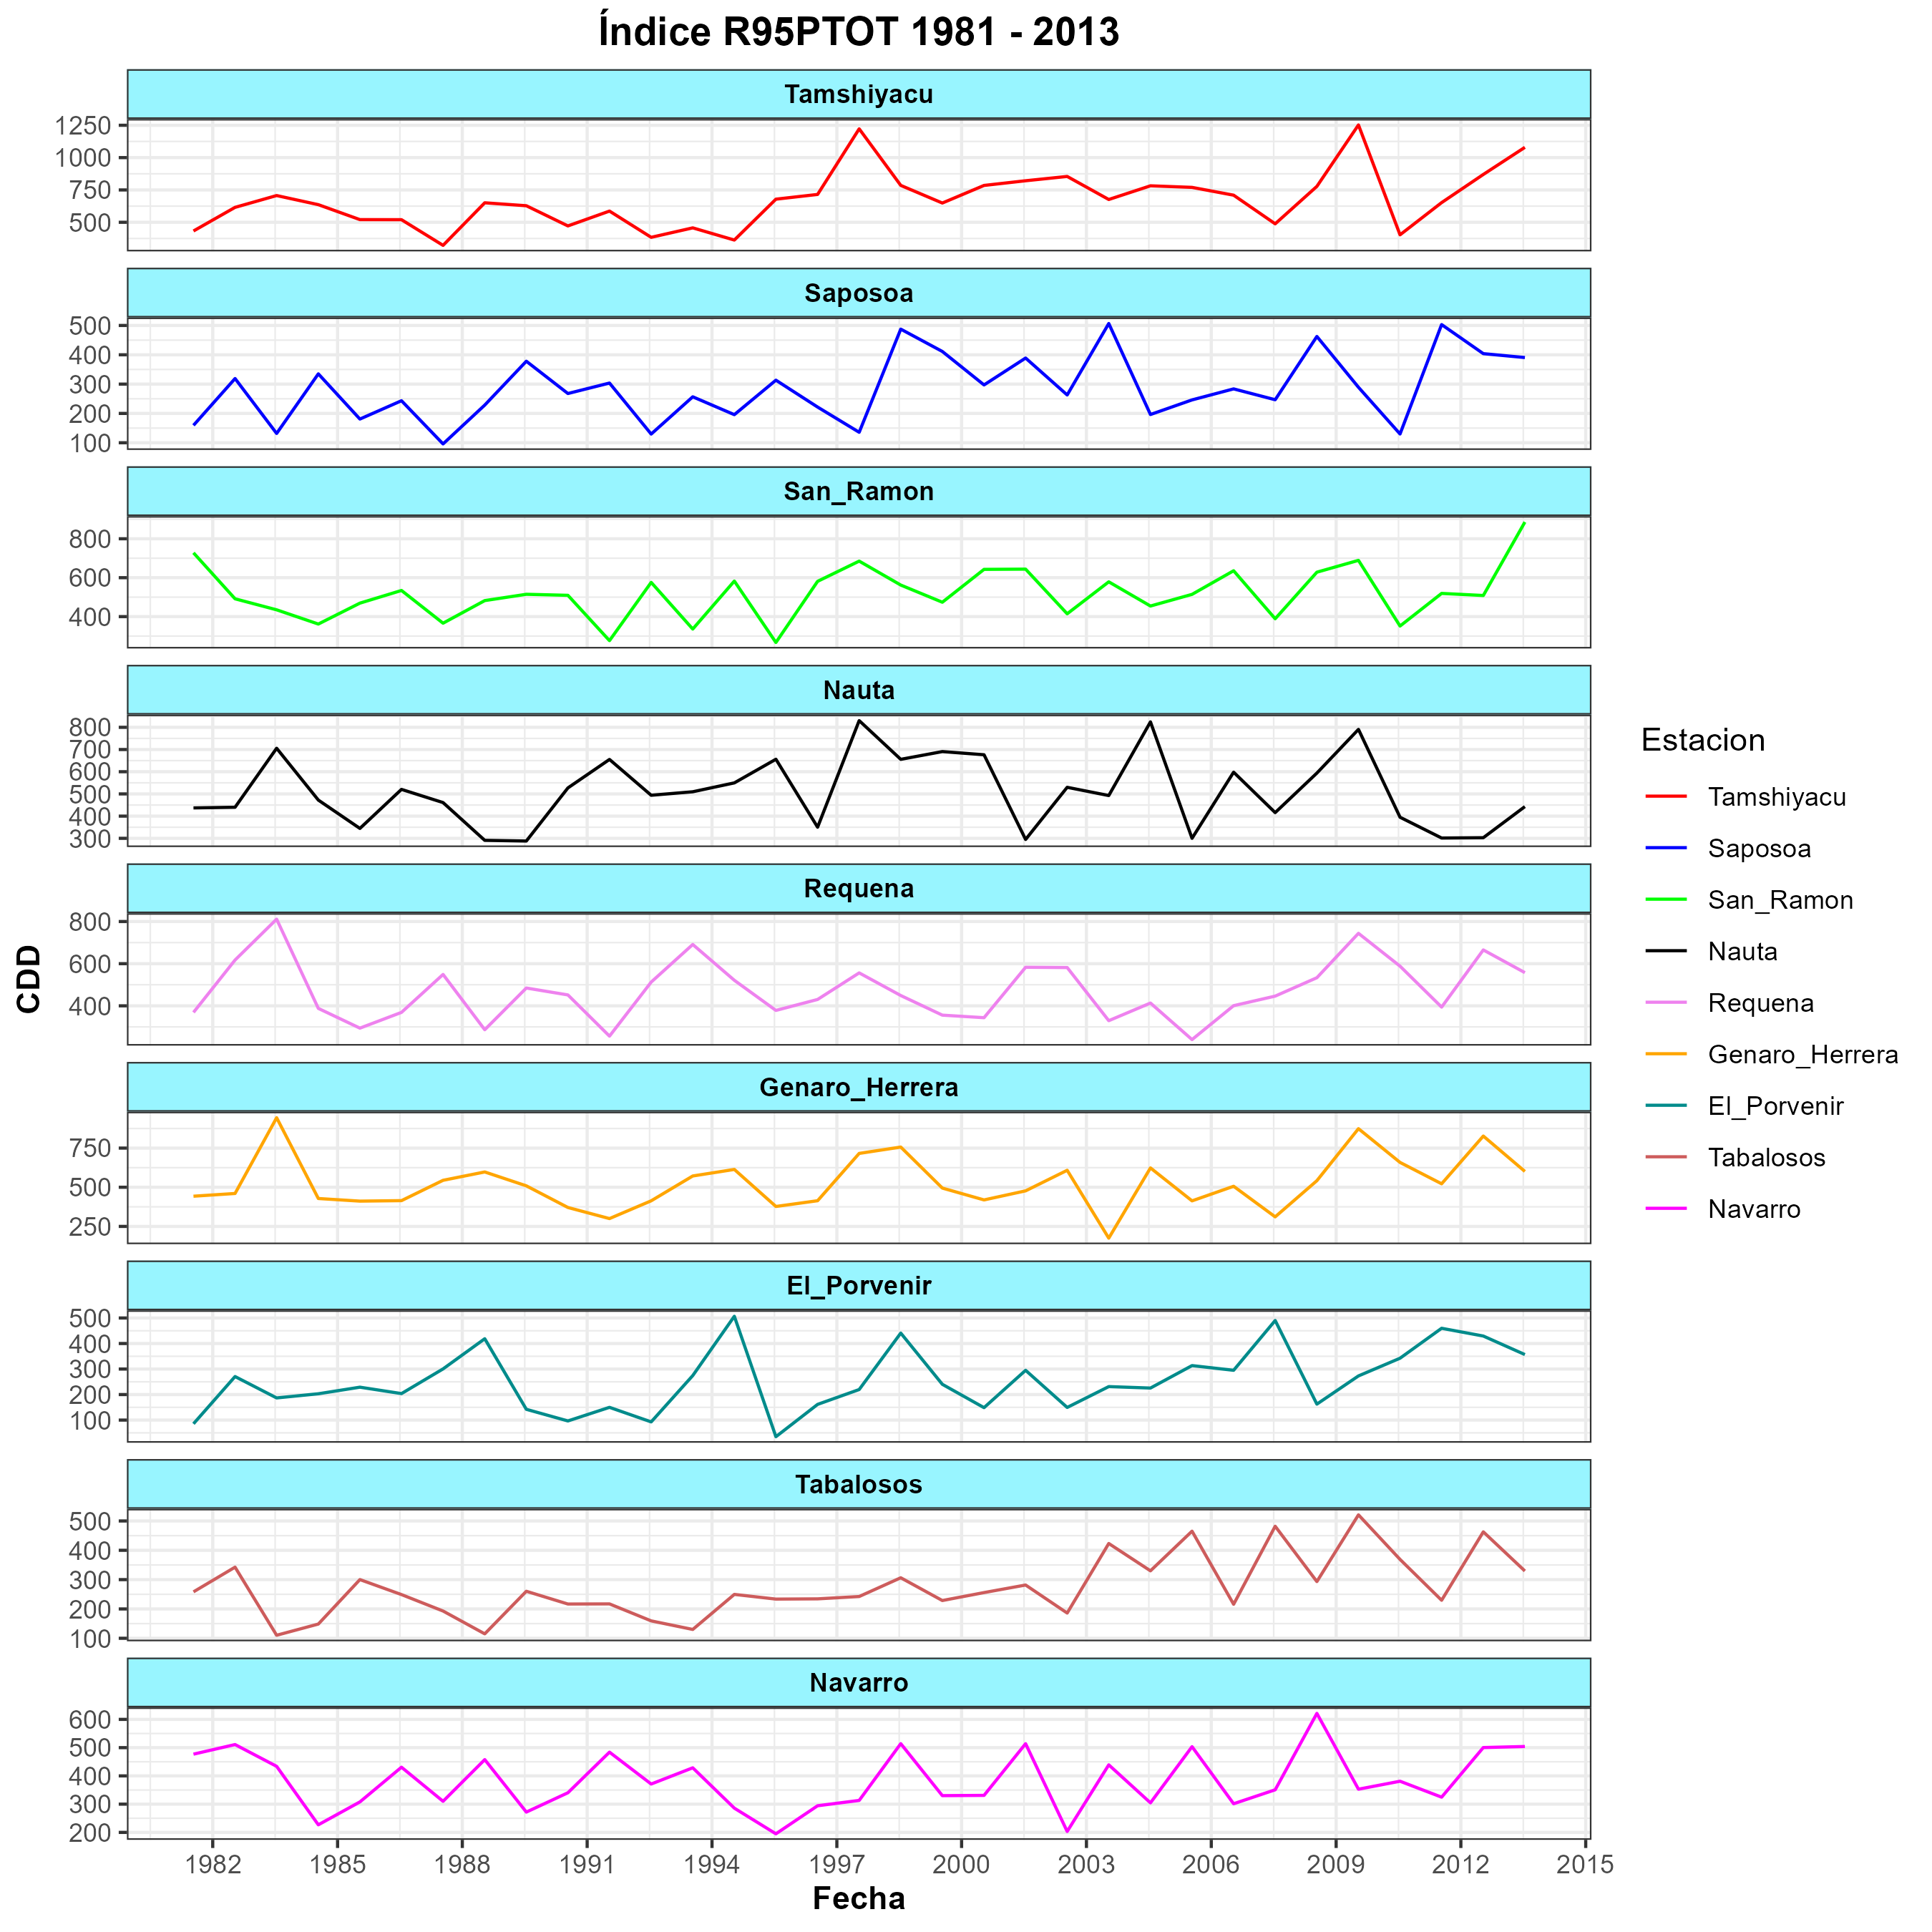 Índice R95PTOT 1981 - 2013
Tamshiyacu
1250
1000
750
500
Saposoa
500
400
300
200
100
San_Ramon
800
600
400
Nauta
800
700
600
500
400
300
Requena
800
600
400
Genaro_Herrera
750
500
250
El_Porvenir
500
400
300
200
100
Tabalosos
500
400
300
200
100
Navarro
600
500
400
300
200
1982 1985 1988 1991 1994 1997 2000 2003 2006 2009 2012 2015
Fecha
CDD
Estacion
Tamshiyacu
Saposoa
San_Ramon
Nauta
Requena
Genaro_Herrera
El_Porvenir
Tabalosos
Navarro